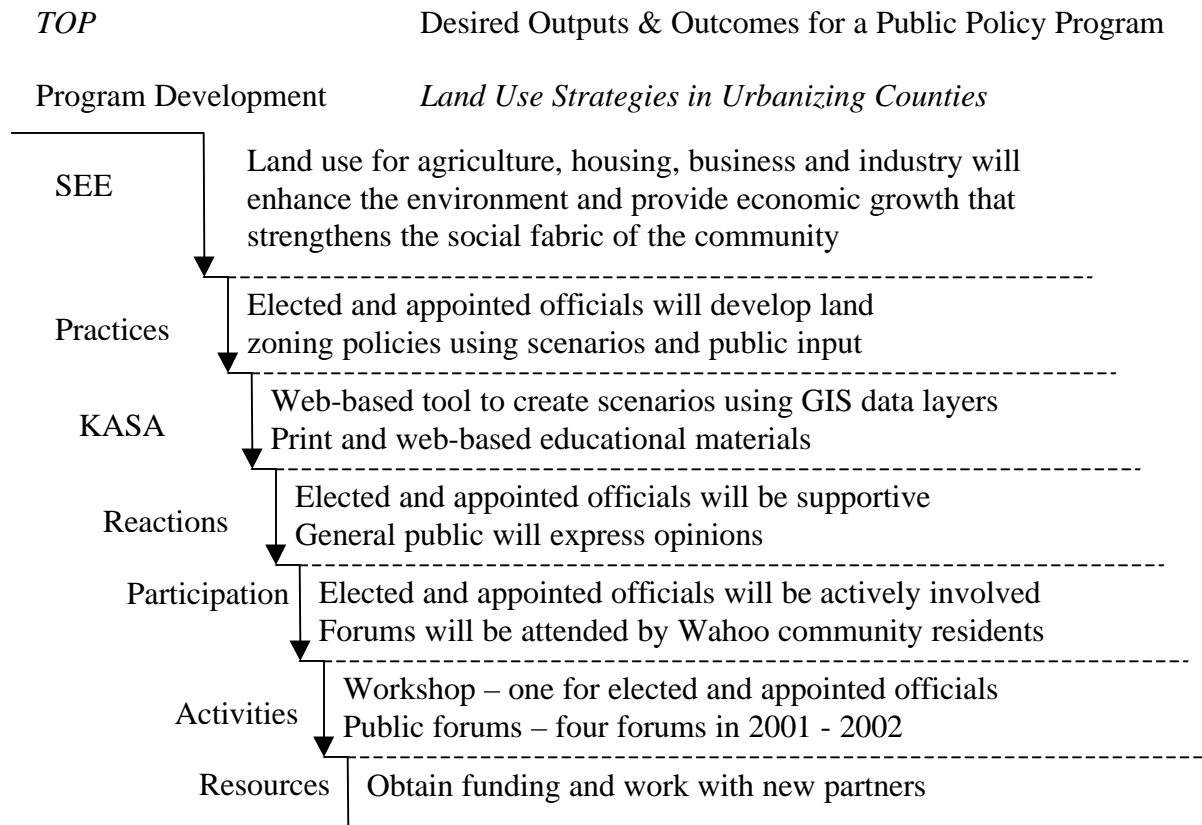 TOP Desired Outputs & Outcomes for a Public Policy Program
Program Development Land Use Strategies in Urbanizing Counties
SEE
Land use for agriculture, housing, business and industry will
enhance the environment and provide economic growth that
strengthens the social fabric of the community
Practices
Elected and appointed officials will develop land
zoning policies using scenarios and public input
KASA
Web-based tool to create scenarios using GIS data layers
Print and web-based educational materials
Reactions
Elected and appointed officials will be supportive
General public will express opinions
Participation
Elected and appointed officials will be actively involved
Forums will be attended by Wahoo community residents
Activities
Workshop – one for elected and appointed officials
Public forums – four forums in 2001 - 2002
Resources
Obtain funding and work with new partners